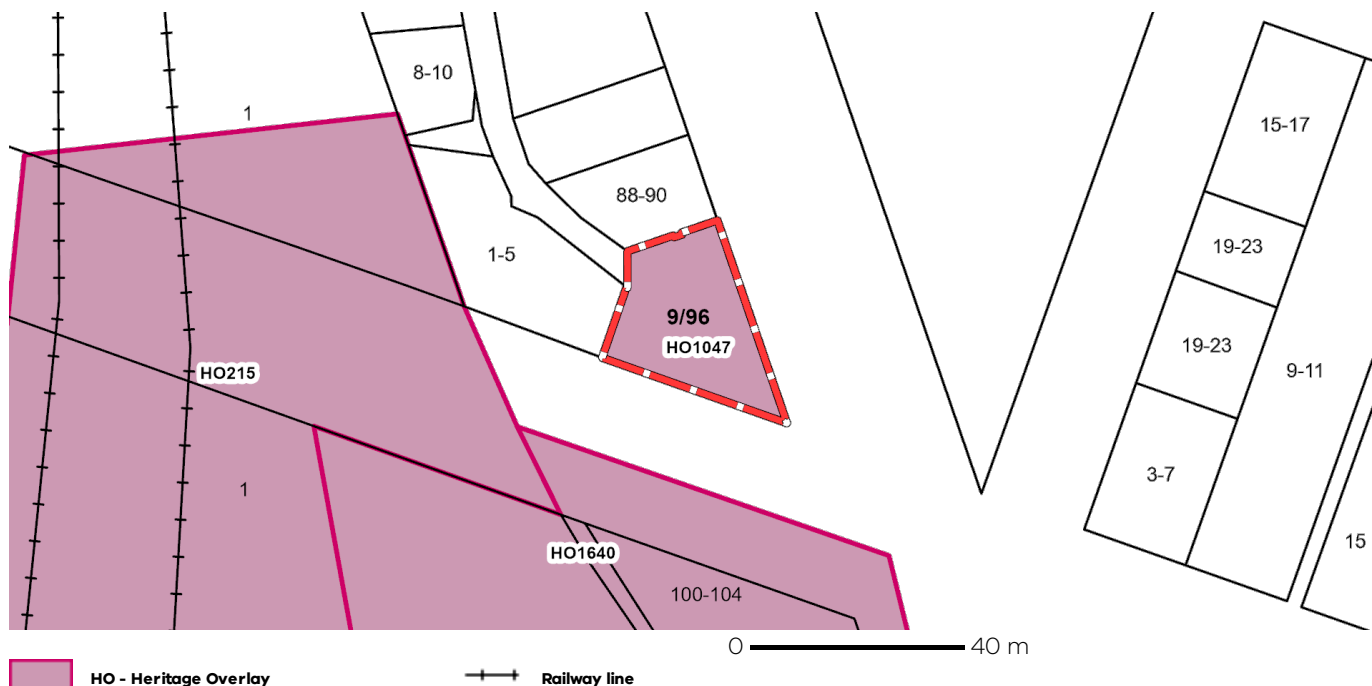 8-10
1
15-17
88-90
19-23
1-5
9/96
HO1047
19-23
HO215
9-11
3-7
1
15
HO1640
100-104
0 40 m
HO - Heritage Overlay
Railway line